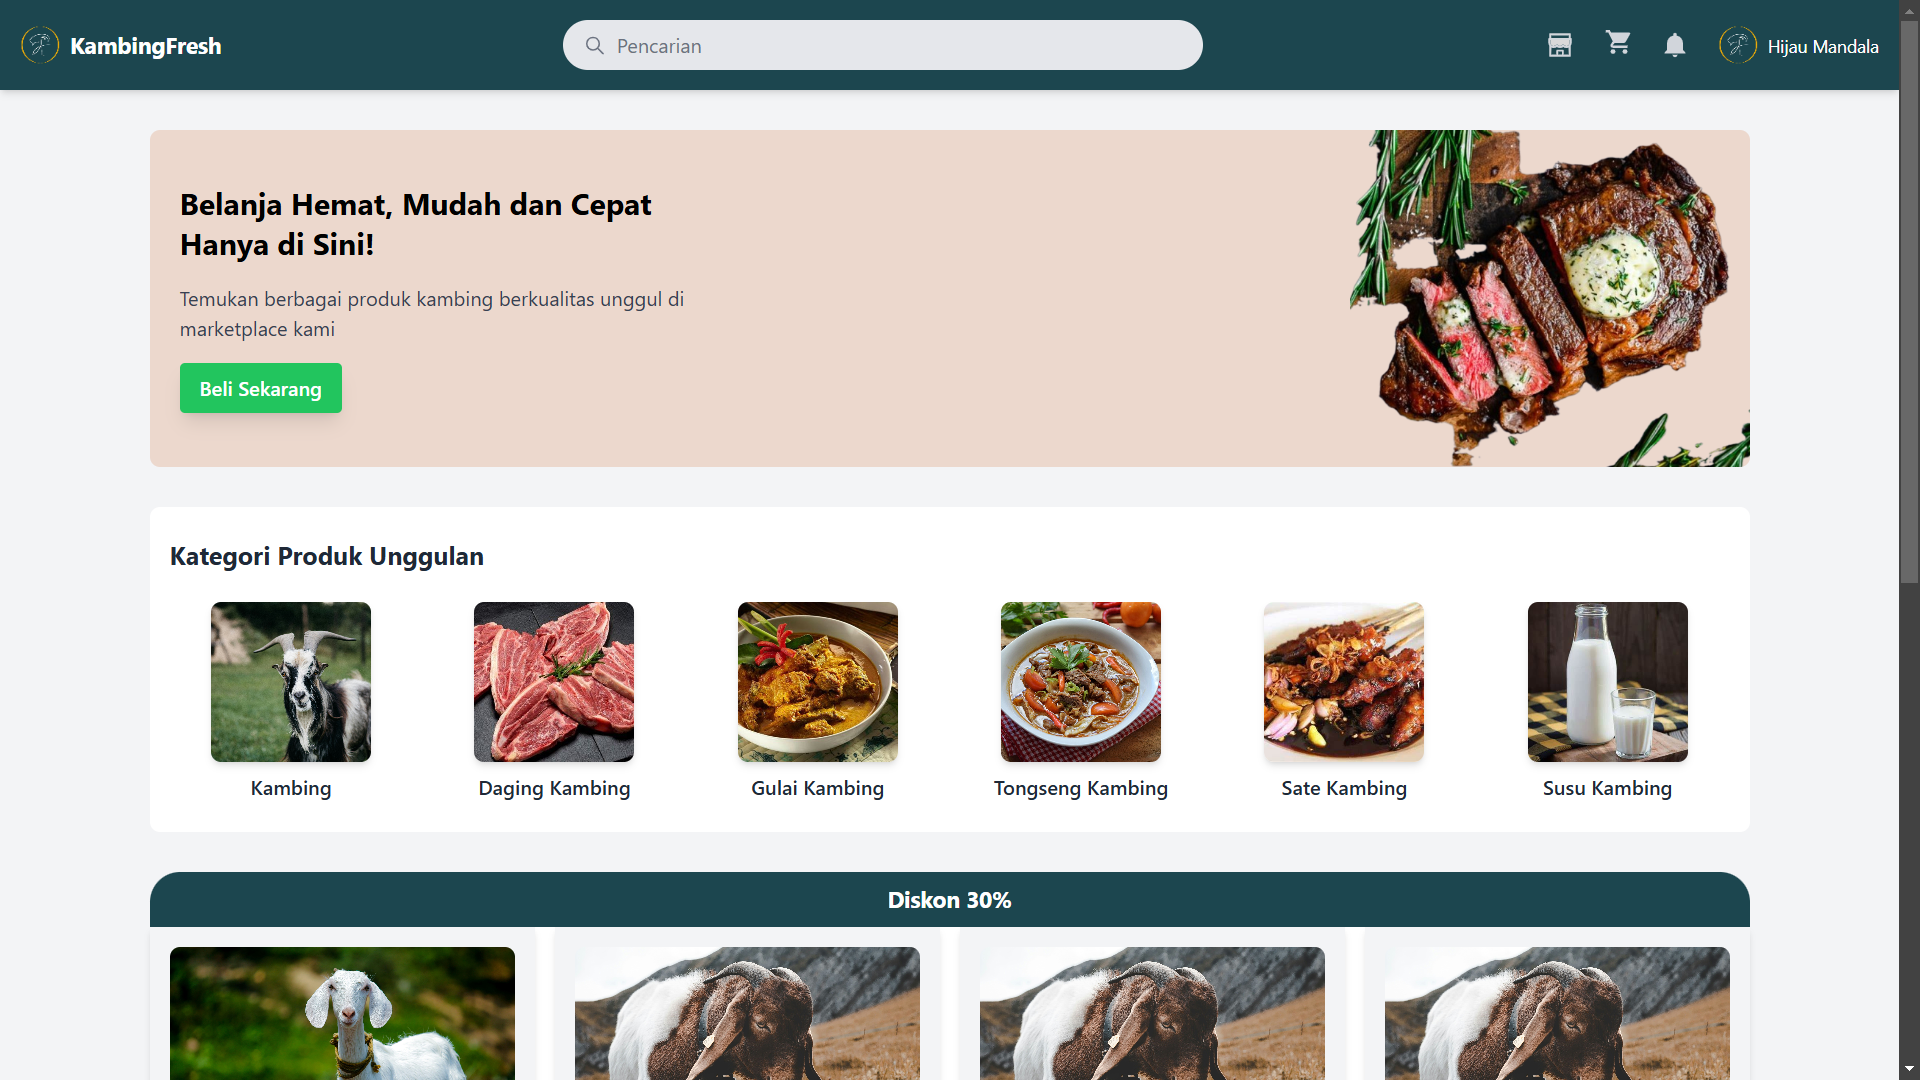 KambingFresh
Pencarian
Hijau Mandala
Belanja Hemat, Mudah dan Cepat
Hanya di Sini!
Temukan berbagai produk kambing berkualitas unggul di
marketplace kami
Beli Sekarang
Kategori Produk Unggulan
Kambing
Daging Kambing
Gulai Kambing
Tongseng Kambing
Sate Kambing
Susu Kambing
Diskon 30%